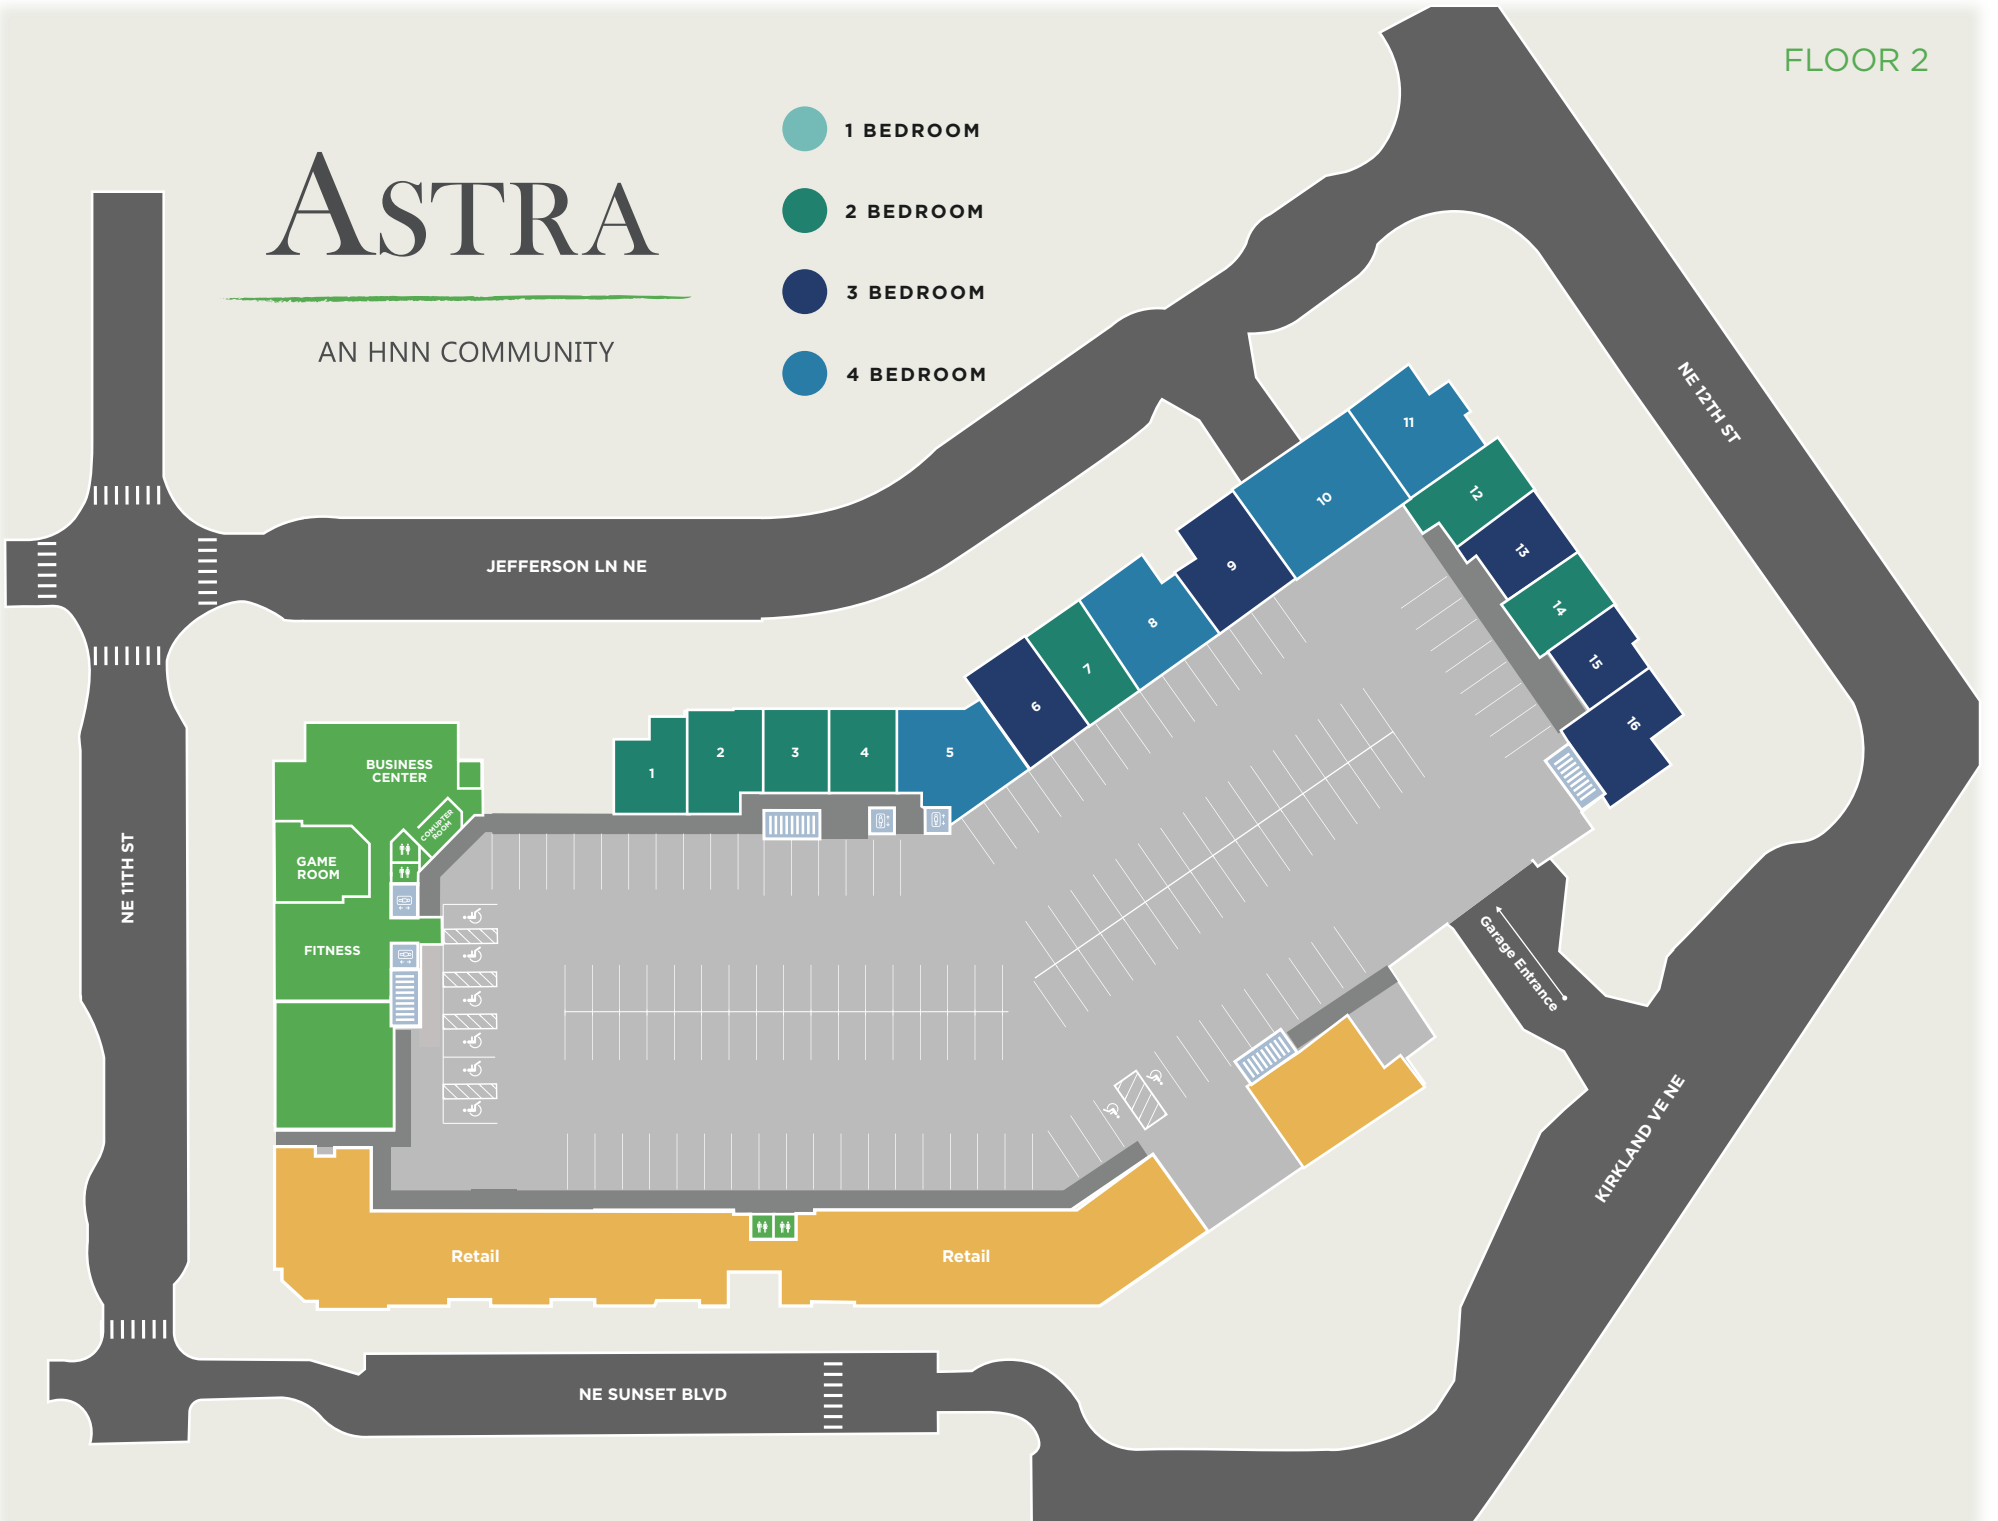 FLOOR 2
ASTRA
AN HNN COMMUNITY
1 BEDROOM
2 BEDROOM
3 BEDROOM
4 BEDROOM
NE 12TH ST
JEFFERSON LN NE
NE 11TH ST
BUSINESS
CENTER
COMUPTER
ROOM
GAME
ROOM
FITNESS
1
2
3
4
5
6
7
8
9
10
11
12
13
14
15
16
Garage Entrance
KIRKLAND VE NE
Retail
Retail
NE SUNSET BLVD